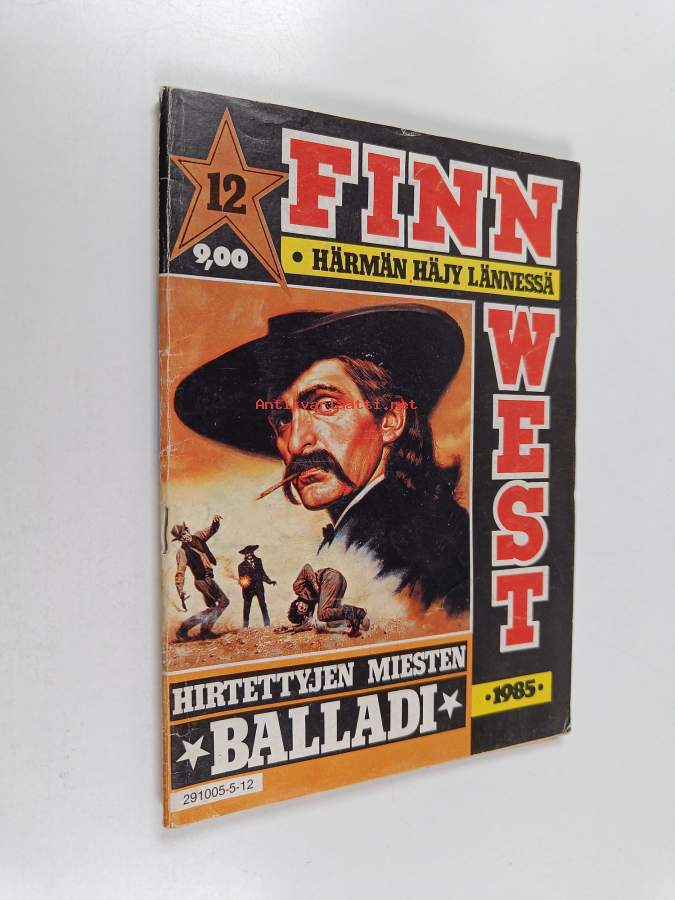 12
9,00
FINN
• HÄRMÄN HÄJY LÄNNESSÄ
WEST
Antikvariaatti.net
HIRTETTYJEN MIESTEN
BALLADI
•1985•
291005-5-12